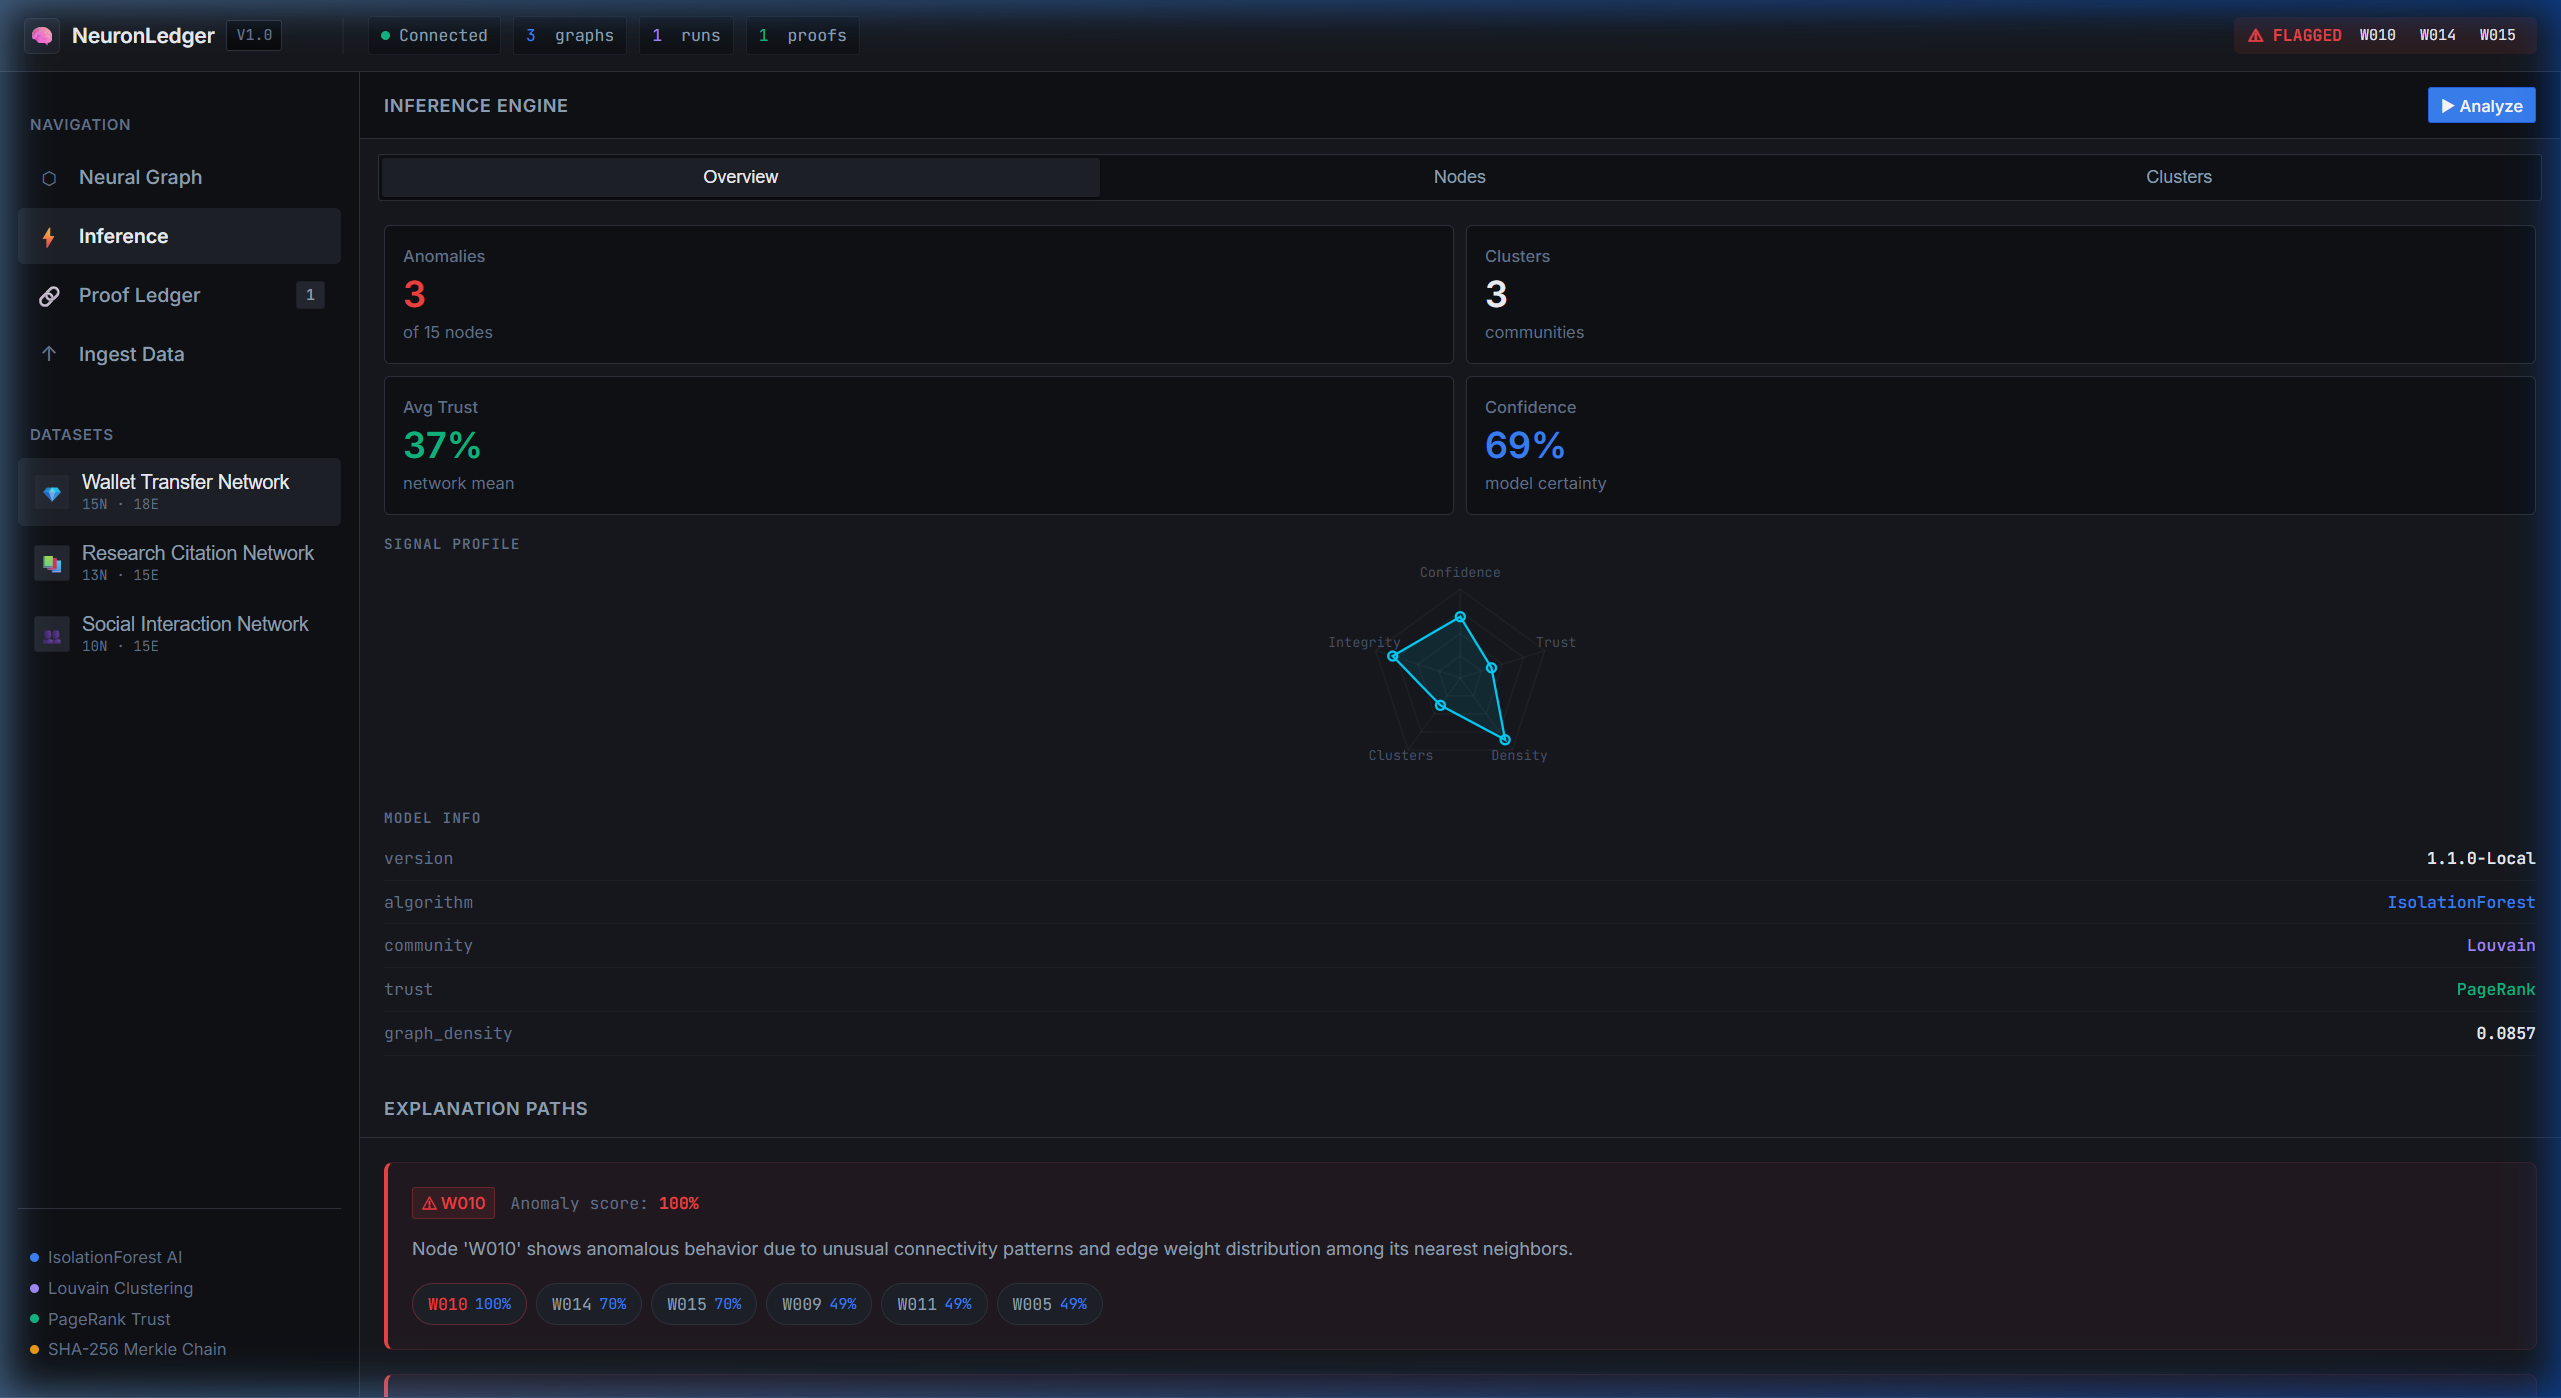 NeuronLedger V1.0 Connected 3 graphs 1 runs 1 proofs FLAGGED W010 W014 W015
NAVIGATION
Neural Graph
Inference
Proof Ledger 1
Ingest Data
DATASETS
Wallet Transfer Network
15N · 18E
Research Citation Network
13N · 15E
Social Interaction Network
10N · 15E
IsolationForest AI
Louvain Clustering
PageRank Trust
SHA-256 Merkle Chain
INFERENCE ENGINE Analyze
Overview Nodes Clusters
Anomalies
3
of 15 nodes
Clusters
3
communities
Avg Trust
37%
network mean
Confidence
69%
model certainty
SIGNAL PROFILE
Confidence
Integrity Trust
Clusters Density
MODEL INFO
version 1.1.0-Local
algorithm IsolationForest
community Louvain
trust PageRank
graph_density 0.0857
EXPLANATION PATHS
W010 Anomaly score: 100%
Node 'W010' shows anomalous behavior due to unusual connectivity patterns and edge weight distribution among its nearest neighbors.
W010 100% W014 70% W015 70% W009 49% W011 49% W005 49%